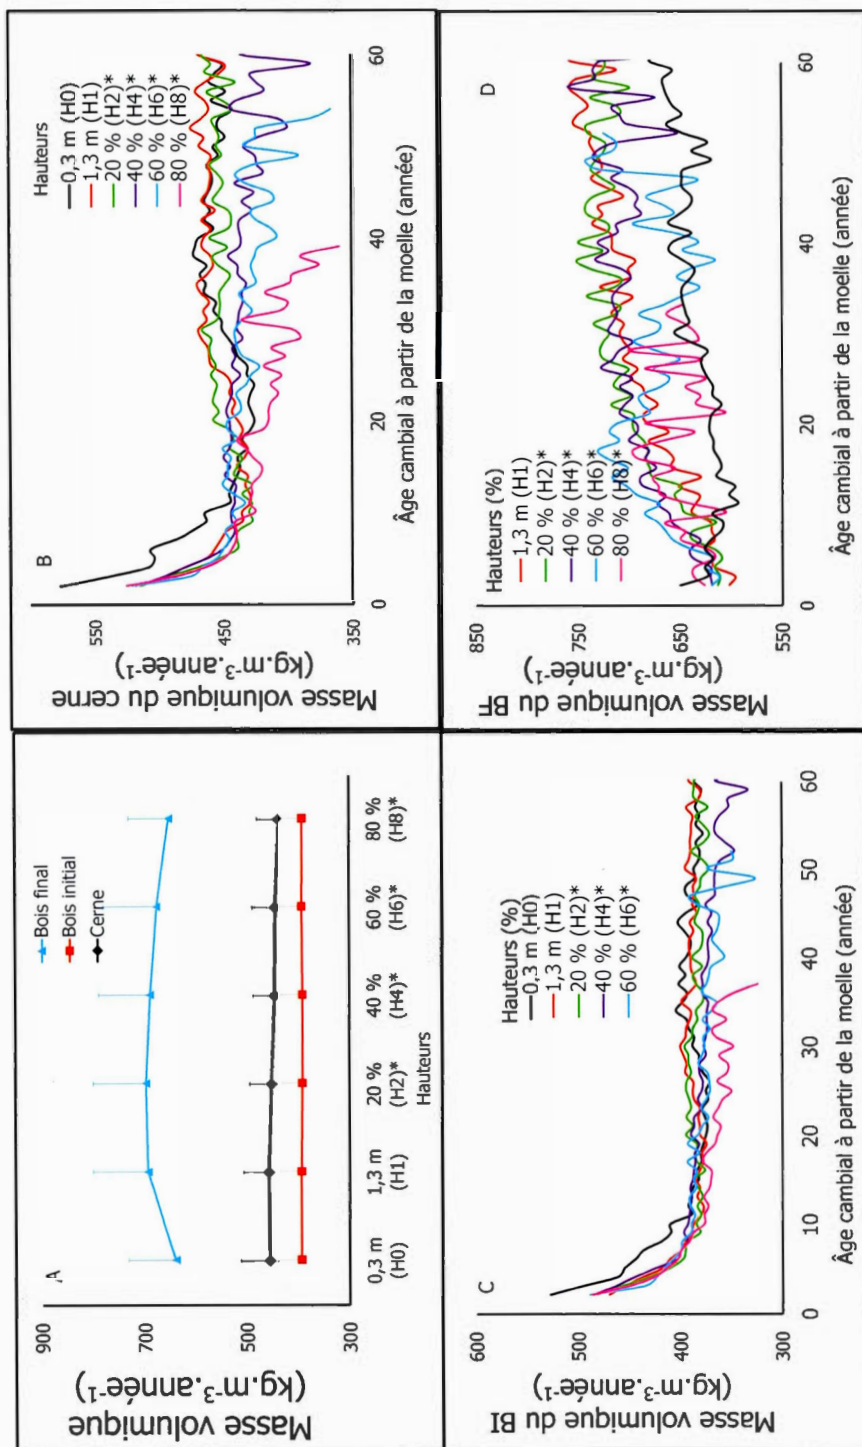 A
Masse volumique
(kg.m⁻³.année⁻¹)
900
700
500
300
Bois final
Bois initial
Cerne
0,3 m
(H0)
1,3 m
(H1)
20 %
(H2)*
40 %
(H4)*
60 %
(H6)*
80 %
(H8)*
Hauteurs
B
Masse volumique du cerne
(kg.m⁻³.année⁻¹)
550
450
350
Hauteurs
0,3 m (H0)
1,3 m (H1)
20 % (H2)*
40 % (H4)*
60 % (H6)*
80 % (H8)*
0
20
40
60
Âge cambial à partir de la moelle (année)
C
Masse volumique du BI
(kg.m⁻³.année⁻¹)
600
500
400
300
Hauteurs (%)
0,3 m (H0)
1,3 m (H1)
20 % (H2)*
40 % (H4)*
60 % (H6)*
0
10
20
30
40
50
60
Âge cambial à partir de la moelle (année)
D
Masse volumique du BF
(kg.m⁻³.année⁻¹)
850
750
650
550
Hauteurs (%)
1,3 m (H1)
20 % (H2)*
40 % (H4)*
60 % (H6)*
80 % (H8)*
0
20
40
60
Âge cambial à partir de la moelle (année)